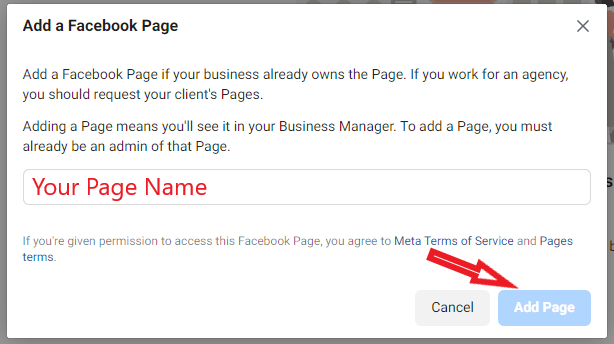 Add a Facebook Page
Add a Facebook Page if your business already owns the Page. If you work for an agency,
you should request your client's Pages.
Adding a Page means you'll see it in your Business Manager. To add a Page, you must
already be an admin of that Page.
Your Page Name
If you're given permission to access this Facebook Page, you agree to Meta Terms of Service and Pages
terms.
Cancel
Add Page